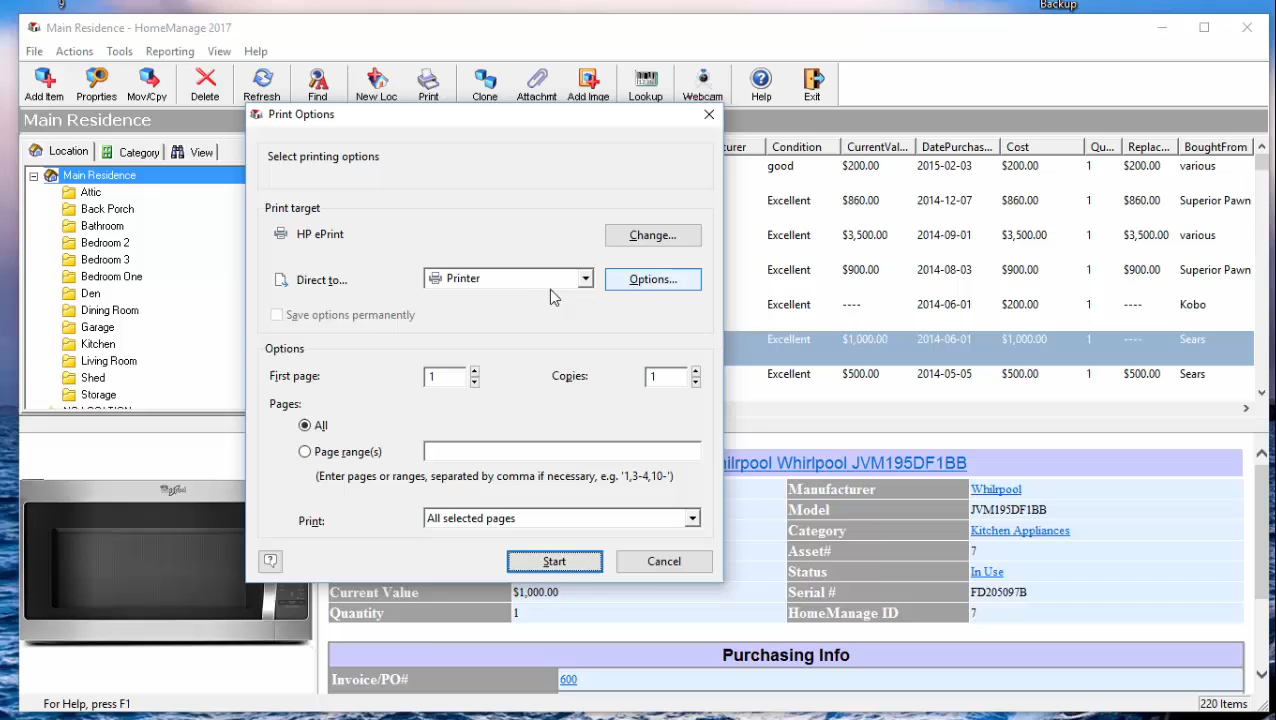 9
Backup
Main Residence - HomeManage 2017
File Actions Tools Reporting View Help
Add Item Proprties Mov/Cpy Delete Refresh Find New Loc Print Clone Attachmt Add Imge Lookup Webcam Help Exit
Main Residence
Location Category View
Main Residence
Attic
Back Porch
Bathroom
Bedroom 2
Bedroom 3
Bedroom One
Den
Dining Room
Garage
Kitchen
Living Room
Shed
Storage
Print Options
Select printing options
Print target
HP ePrint Change...
Direct to... Printer Options...
Save options permanently
Options
First page: 1 Copies: 1
Pages:
All
Page range(s)
(Enter pages or ranges, separated by comma if necessary, e.g. '1,3-4,10-')
Print: All selected pages
Start Cancel
urer Condition CurrentVal... DatePurchas... Cost Qu... Replac... BoughtFrom
good $200.00 2015-02-03 $200.00 1 $200.00 various
Excellent $860.00 2014-12-07 $860.00 1 $860.00 Superior Pawn
Excellent $3,500.00 2014-09-01 $3,500.00 1 $3,500.00 various
Excellent $900.00 2014-08-03 $900.00 1 $900.00 Superior Pawn
Excellent ---- 2014-06-01 $200.00 1 ---- Kobo
Excellent $1,000.00 2014-06-01 $1,000.00 1 ---- Sears
Excellent $500.00 2014-05-05 $500.00 1 $500.00 Sears
Whirlpool
hilrpool Whirlpool JVM195DF1BB
Manufacturer Whilrpool
Model JVM195DF1BB
Category Kitchen Appliances
Asset# 7
Status In Use
Current Value $1,000.00 Serial # FD205097B
Quantity 1 HomeManage ID 7
Purchasing Info
Invoice/PO# 600
For Help, press F1 220 Items